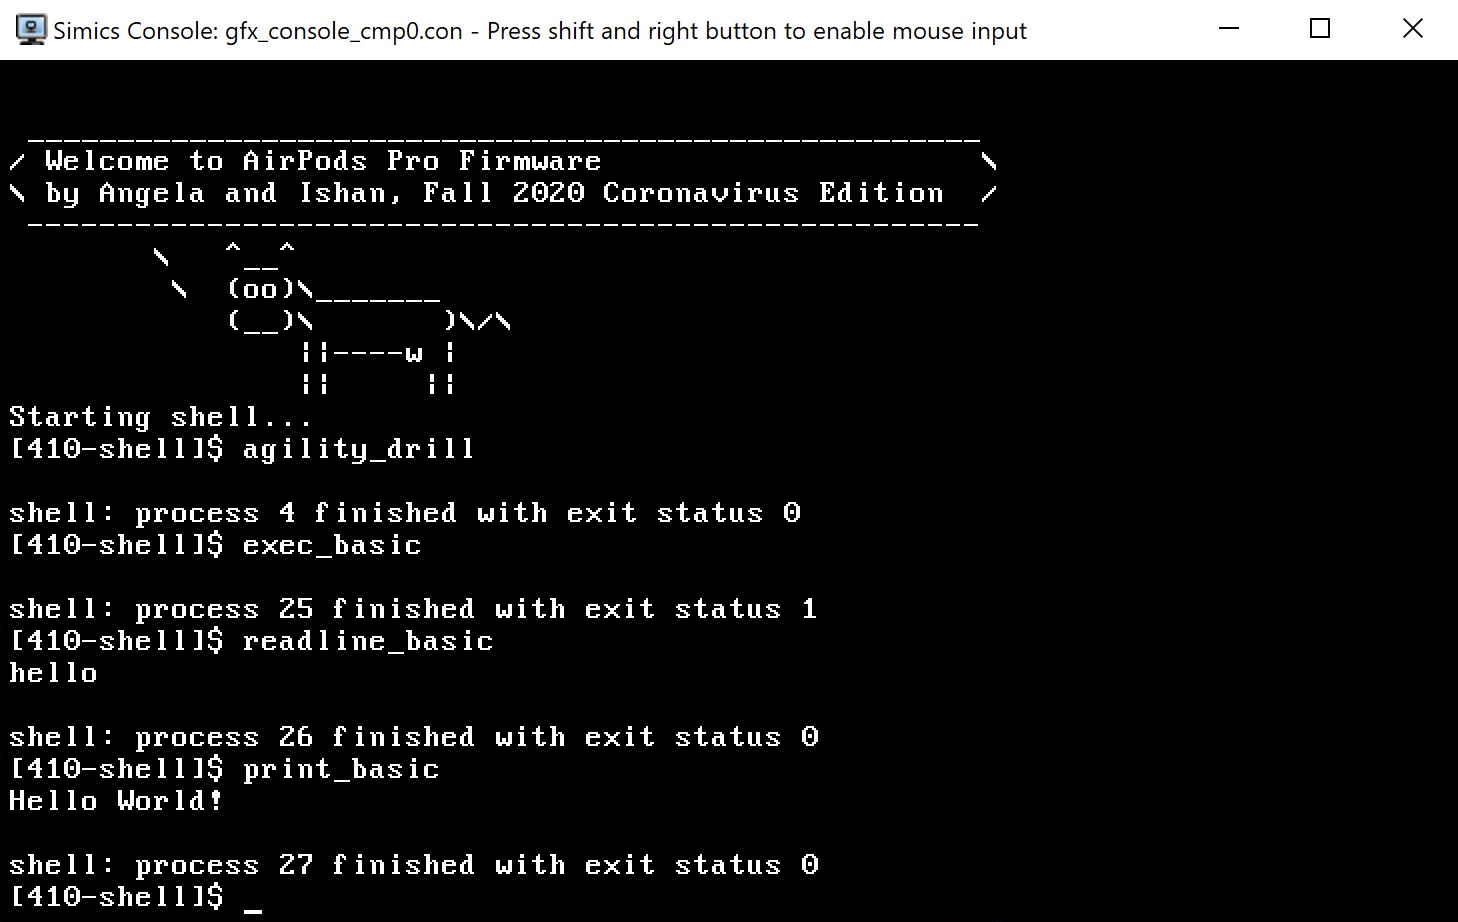 Simics Console: gfx_console_cmp0.con - Press shift and right button to enable mouse input
 _____________________________________________________
/ Welcome to AirPods Pro Firmware                     \
\ by Angela and Ishan, Fall 2020 Coronavirus Edition  /
 -----------------------------------------------------
        \   ^__^
         \  (oo)\_______
            (__)\       )\/\
                ||----w |
                ||     ||
Starting shell...
[410-shell]$ agility_drill
shell: process 4 finished with exit status 0
[410-shell]$ exec_basic
shell: process 25 finished with exit status 1
[410-shell]$ readline_basic
hello
shell: process 26 finished with exit status 0
[410-shell]$ print_basic
Hello World!
shell: process 27 finished with exit status 0
[410-shell]$ _